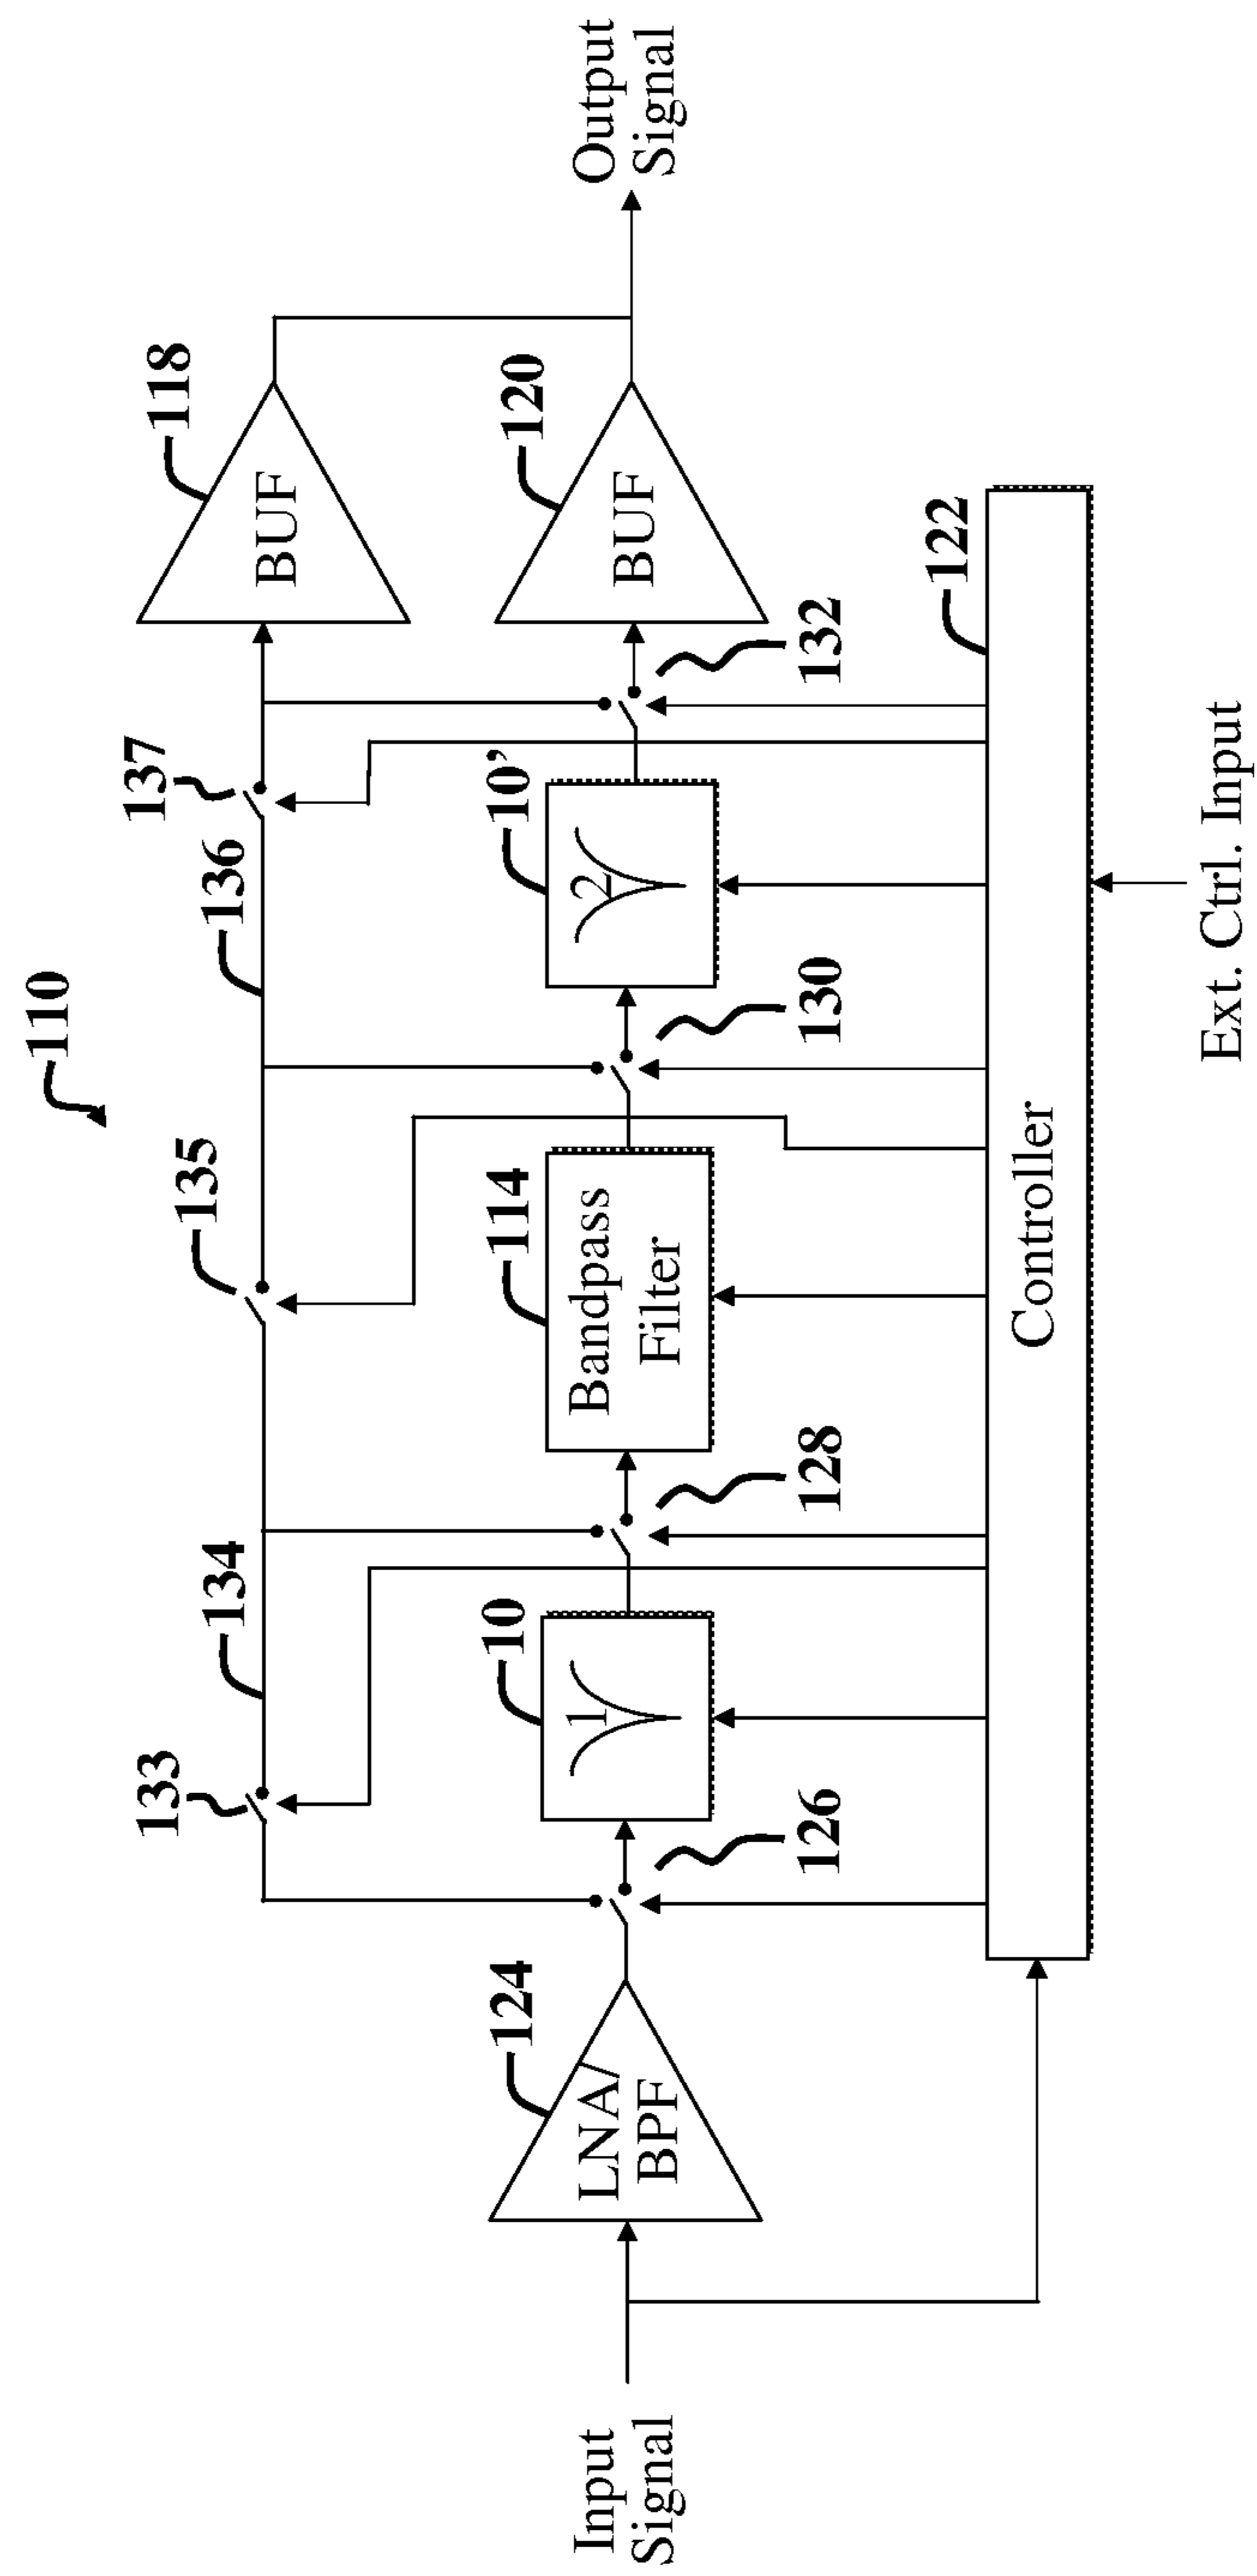 110
133
134
135
136
137
118
BUF
Input
Signal
124
LNA/
BPF
126
10
1
128
114
Bandpass
Filter
130
10’
2
132
120
BUF
Output
Signal
122
Controller
Ext. Ctrl. Input